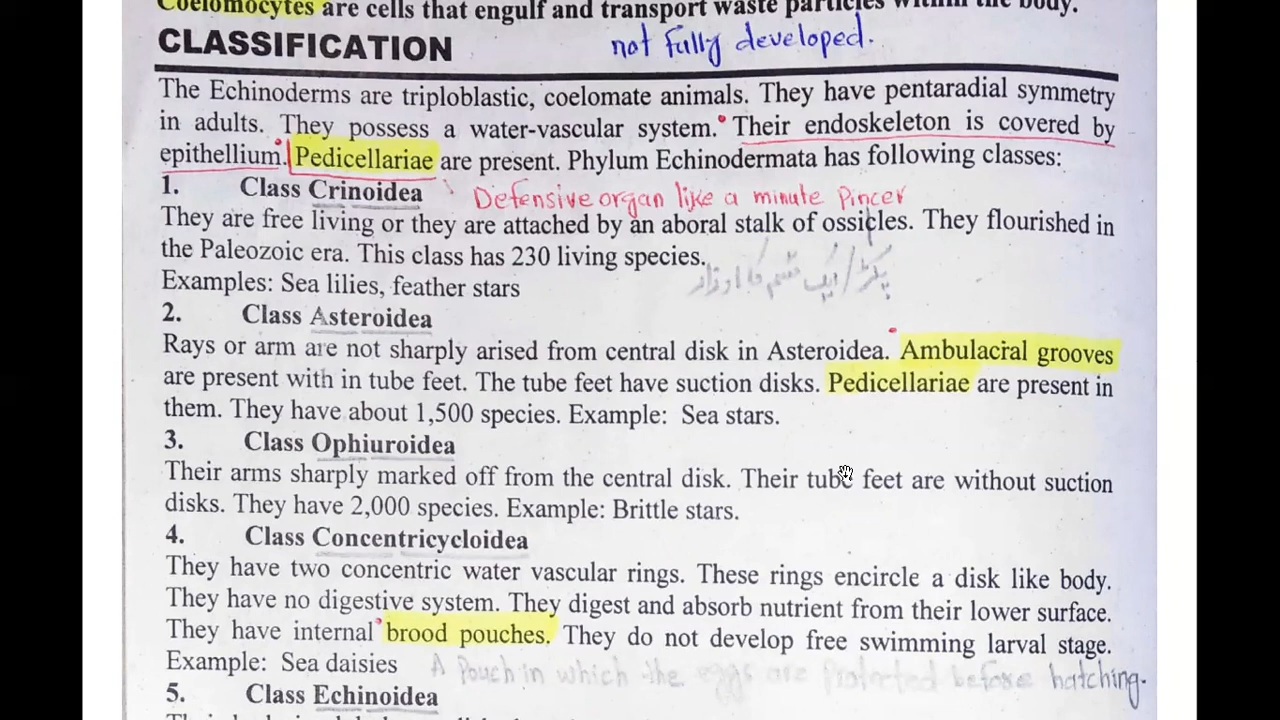 Coelomocytes are cells that engulf and transport waste particles within the body.
CLASSIFICATION
not fully developed.
The Echinoderms are triploblastic, coelomate animals. They have pentaradial symmetry
in adults. They possess a water-vascular system. Their endoskeleton is covered by
epithellium. Pedicellariae are present. Phylum Echinodermata has following classes:
1. Class Crinoidea
Defensive organ like a minute pincer
They are free living or they are attached by an aboral stalk of ossicles. They flourished in
the Paleozoic era. This class has 230 living species.
Examples: Sea lilies, feather stars
2. Class Asteroidea
Rays or arm are not sharply arised from central disk in Asteroidea. Ambulacral grooves
are present with in tube feet. The tube feet have suction disks. Pedicellariae are present in
them. They have about 1,500 species. Example: Sea stars.
3. Class Ophiuroidea
Their arms sharply marked off from the central disk. Their tube feet are without suction
disks. They have 2,000 species. Example: Brittle stars.
4. Class Concentricycloidea
They have two concentric water vascular rings. These rings encircle a disk like body.
They have no digestive system. They digest and absorb nutrient from their lower surface.
They have internal brood pouches. They do not develop free swimming larval stage.
Example: Sea daisies
A Pouch in which the eggs are protected before hatching.
5. Class Echinoidea